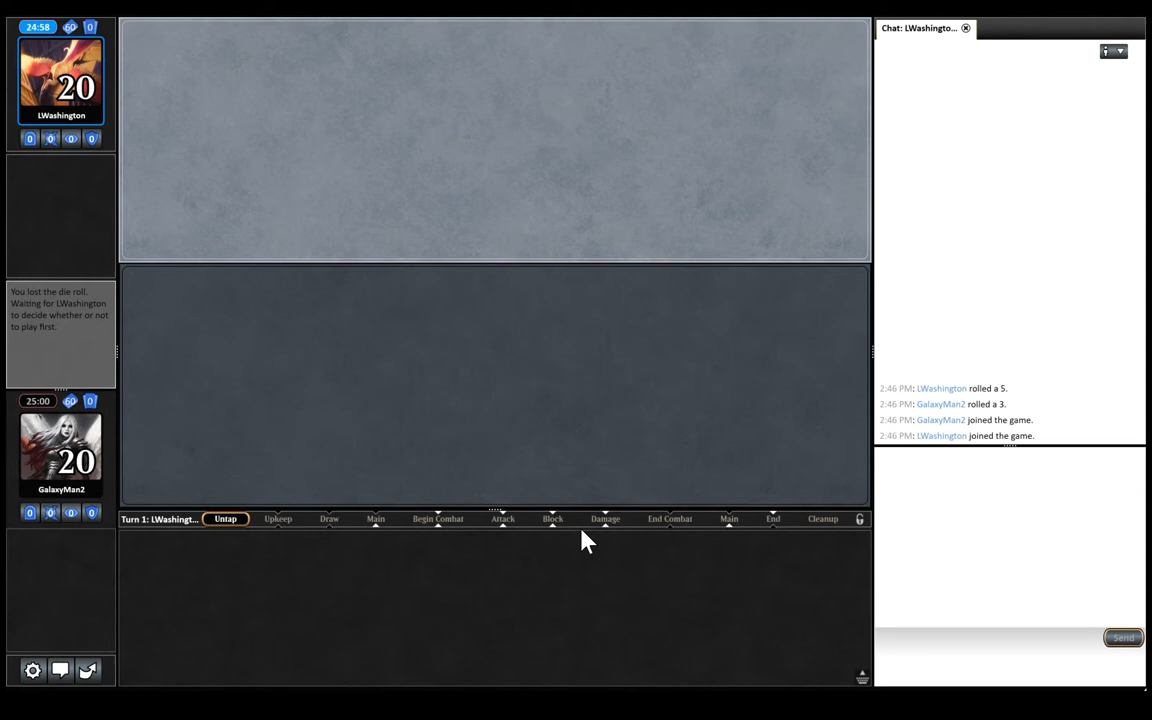 24:58 60 0
20
LWashington
0 0 0 0
You lost the die roll.
Waiting for LWashington
to decide whether or not
to play first.
25:00 60 0
20
GalaxyMan2
0 0 0 0
Turn 1: LWashingt... Untap Upkeep Draw Main Begin Combat Attack Block Damage End Combat Main End Cleanup
Chat: LWashingto...
2:46 PM: LWashington rolled a 5.
2:46 PM: GalaxyMan2 rolled a 3.
2:46 PM: GalaxyMan2 joined the game.
2:46 PM: LWashington joined the game.
Send